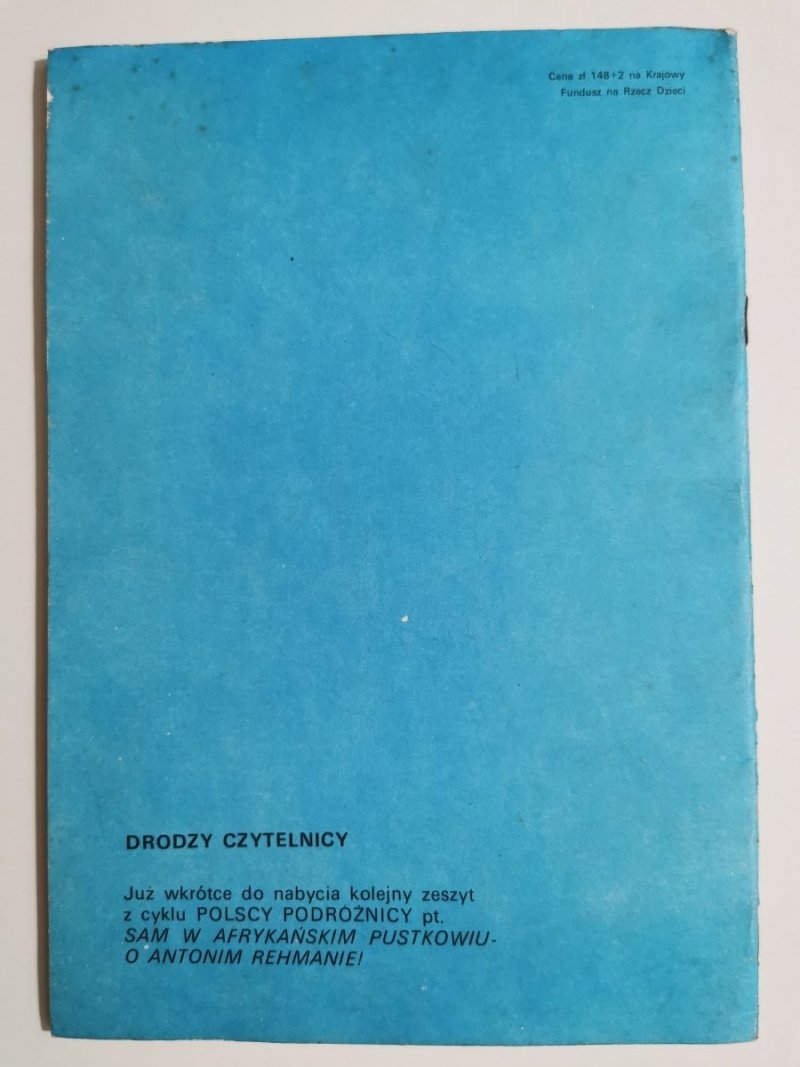 Cena zł 148+2 na Krajowy
Fundusz na Rzecz Dzieci
DRODZY CZYTELNICY
Już wkrótce do nabycia kolejny zeszyt
z cyklu POLSCY PODRÓŻNICY pt.
SAM W AFRYKAŃSKIM PUSTKOWIU-
O ANTONIM REHMANIE!